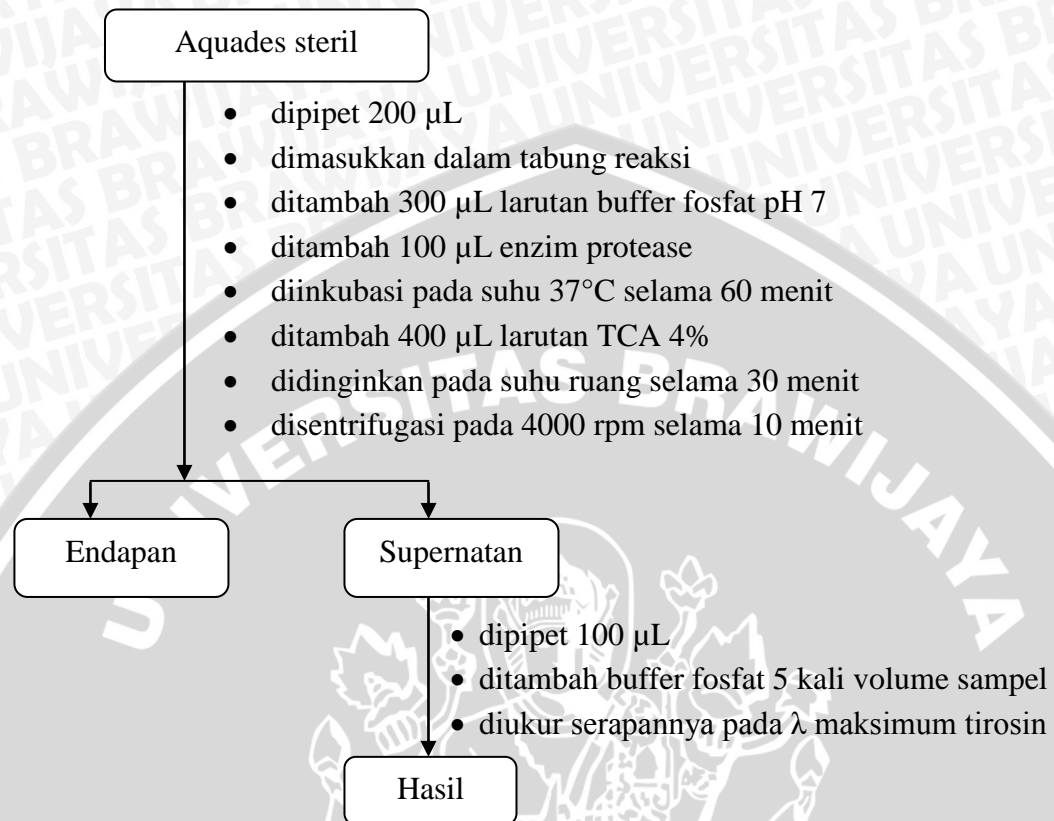 Aquades steril
• dipipet 200 µL
• dimasukkan dalam tabung reaksi
• ditambah 300 µL larutan buffer fosfat pH 7
• ditambah 100 µL enzim protease
• diinkubasi pada suhu 37°C selama 60 menit
• ditambah 400 µL larutan TCA 4%
• didinginkan pada suhu ruang selama 30 menit
• disentrifugasi pada 4000 rpm selama 10 menit
UNIVERSITAS BRAWIJAYA
Endapan
Supernatan
• dipipet 100 µL
• ditambah buffer fosfat 5 kali volume sampel
• diukur serapannya pada λ maksimum tirosin
Hasil